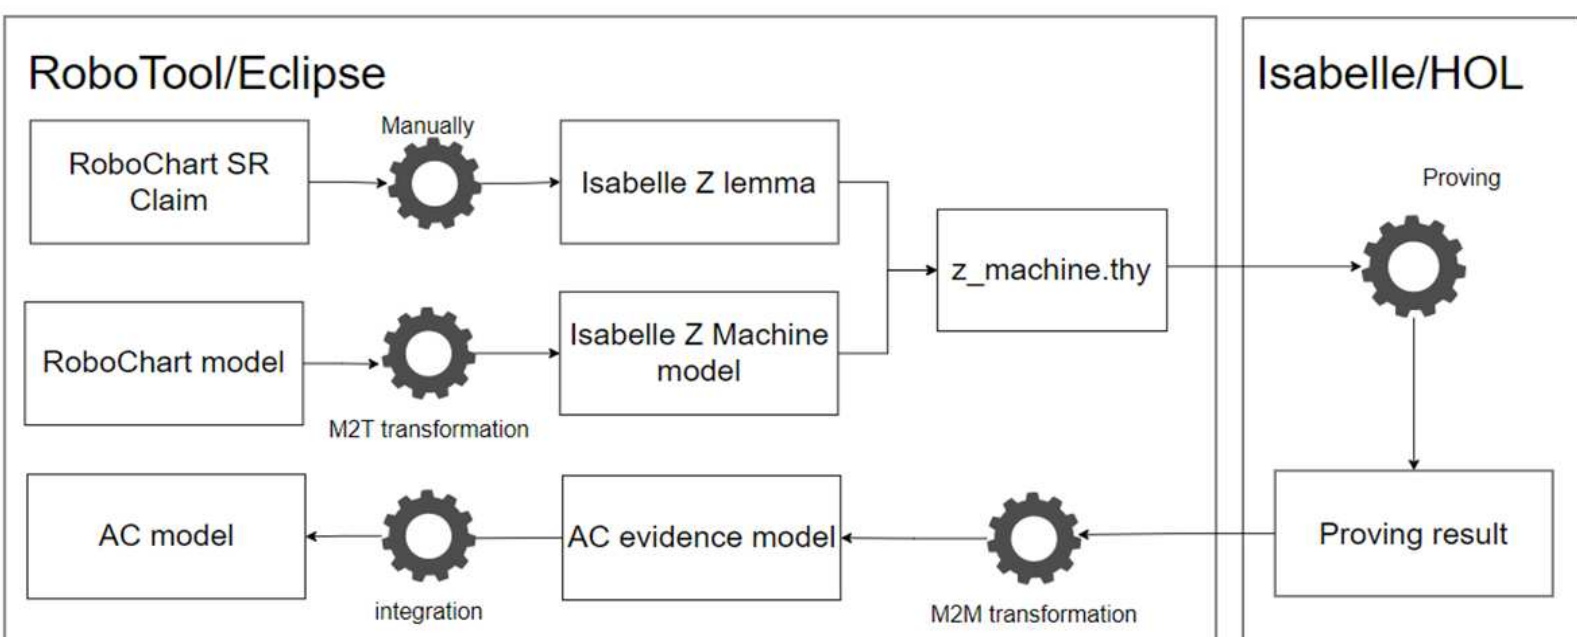 RoboTool/Eclipse
Isabelle/HOL
Manually
RoboChart SR
Claim
Isabelle Z lemma
Proving
z_machine.thy
RoboChart model
Isabelle Z Machine
model
M2T transformation
AC model
AC evidence model
Proving result
integration
M2M transformation